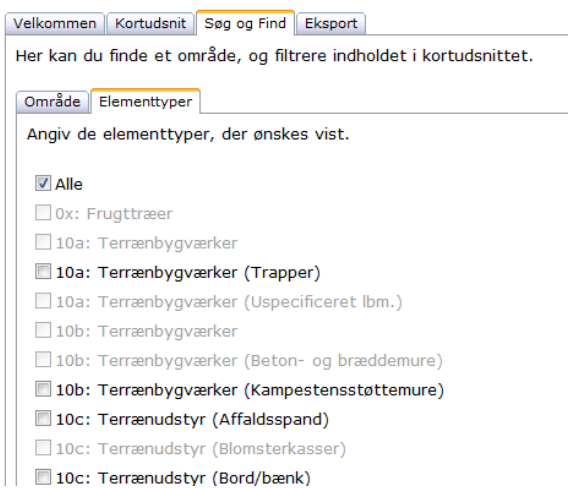 Velkommen Kortudsnit Søg og Find Eksport
Her kan du finde et område, og filtrere indholdet i kortudsnittet.
Område Elementtyper
Angiv de elementtyper, der ønskes vist.
Alle
0x: Frugttræer
10a: Terrænbygværker
10a: Terrænbygværker (Trapper)
10a: Terrænbygværker (Uspecificeret lbm.)
10b: Terrænbygværker
10b: Terrænbygværker (Beton- og bræddemure)
10b: Terrænbygværker (Kampestensstøttemure)
10c: Terrænudstyr (Affaldsspand)
10c: Terrænudstyr (Blomsterkasser)
10c: Terrænudstyr (Bord/bænk)